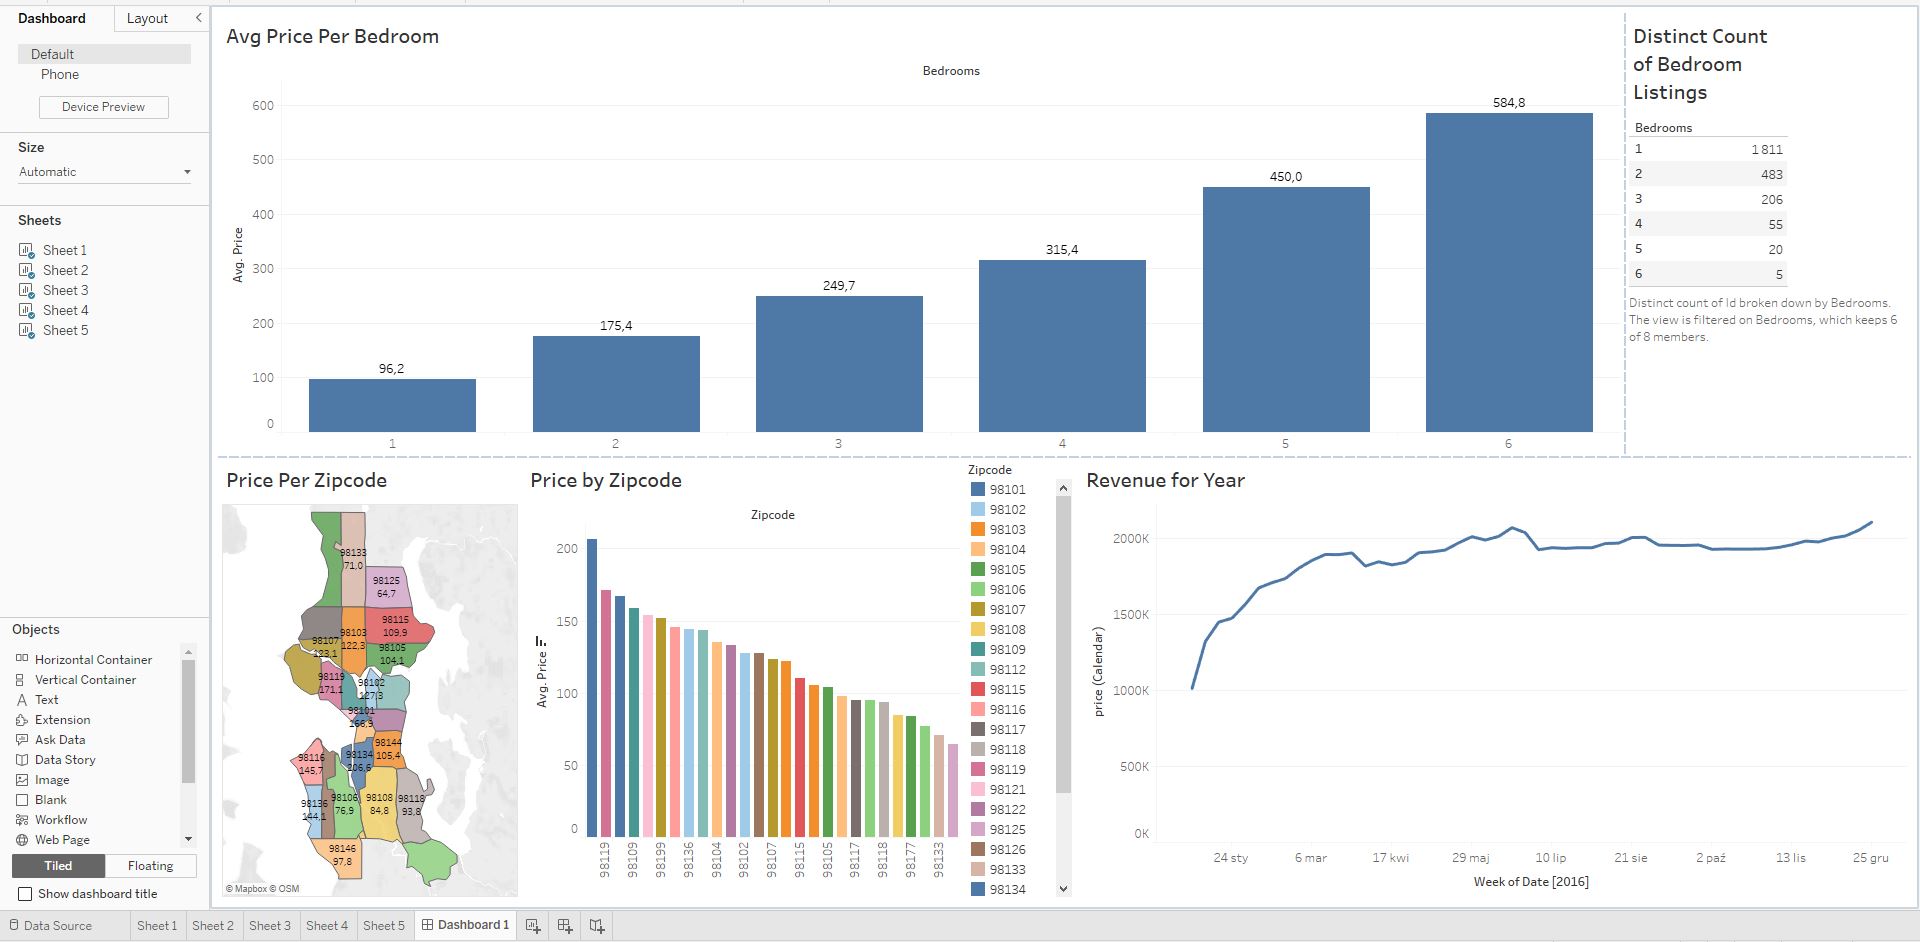 Dashboard
Layout
Default
Phone
Device Preview
Size
Automatic
Sheets
Sheet 1
Sheet 2
Sheet 3
Sheet 4
Sheet 5
Objects
Horizontal Container
Vertical Container
Text
Extension
Ask Data
Data Story
Image
Blank
Workflow
Web Page
Tiled
Floating
Show dashboard title
Avg Price Per Bedroom
Bedrooms
Avg. Price
600
500
400
300
200
100
0
96,2
175,4
249,7
315,4
450,0
584,8
1
2
3
4
5
6
Distinct Count
of Bedroom
Listings
Bedrooms
1 1 811
2 483
3 206
4 55
5 20
6 5
Distinct count of Id broken down by Bedrooms.
The view is filtered on Bedrooms, which keeps 6
of 8 members.
Price Per Zipcode
98133
71,0
98125
64,7
98115
109,9
98103
122,3
98107
123,1
98105
104,1
98119
171,1
98102
127,3
98101
166,9
98144
105,4
98134
206,6
98116
145,7
98136
144,1
98106
76,9
98108
84,8
98118
93,8
98146
97,8
© Mapbox © OSM
Price by Zipcode
Zipcode
Avg. Price
200
150
100
50
0
98119
98109
98199
98136
98104
98102
98107
98115
98105
98117
98118
98177
98133
Zipcode
98101
98102
98103
98104
98105
98106
98107
98108
98109
98112
98115
98116
98117
98118
98119
98121
98122
98125
98126
98133
98134
Revenue for Year
price (Calendar)
2000K
1500K
1000K
500K
0K
24 sty
6 mar
17 kwi
29 maj
10 lip
21 sie
2 paź
13 lis
25 gru
Week of Date [2016]
Data Source
Sheet 1
Sheet 2
Sheet 3
Sheet 4
Sheet 5
Dashboard 1